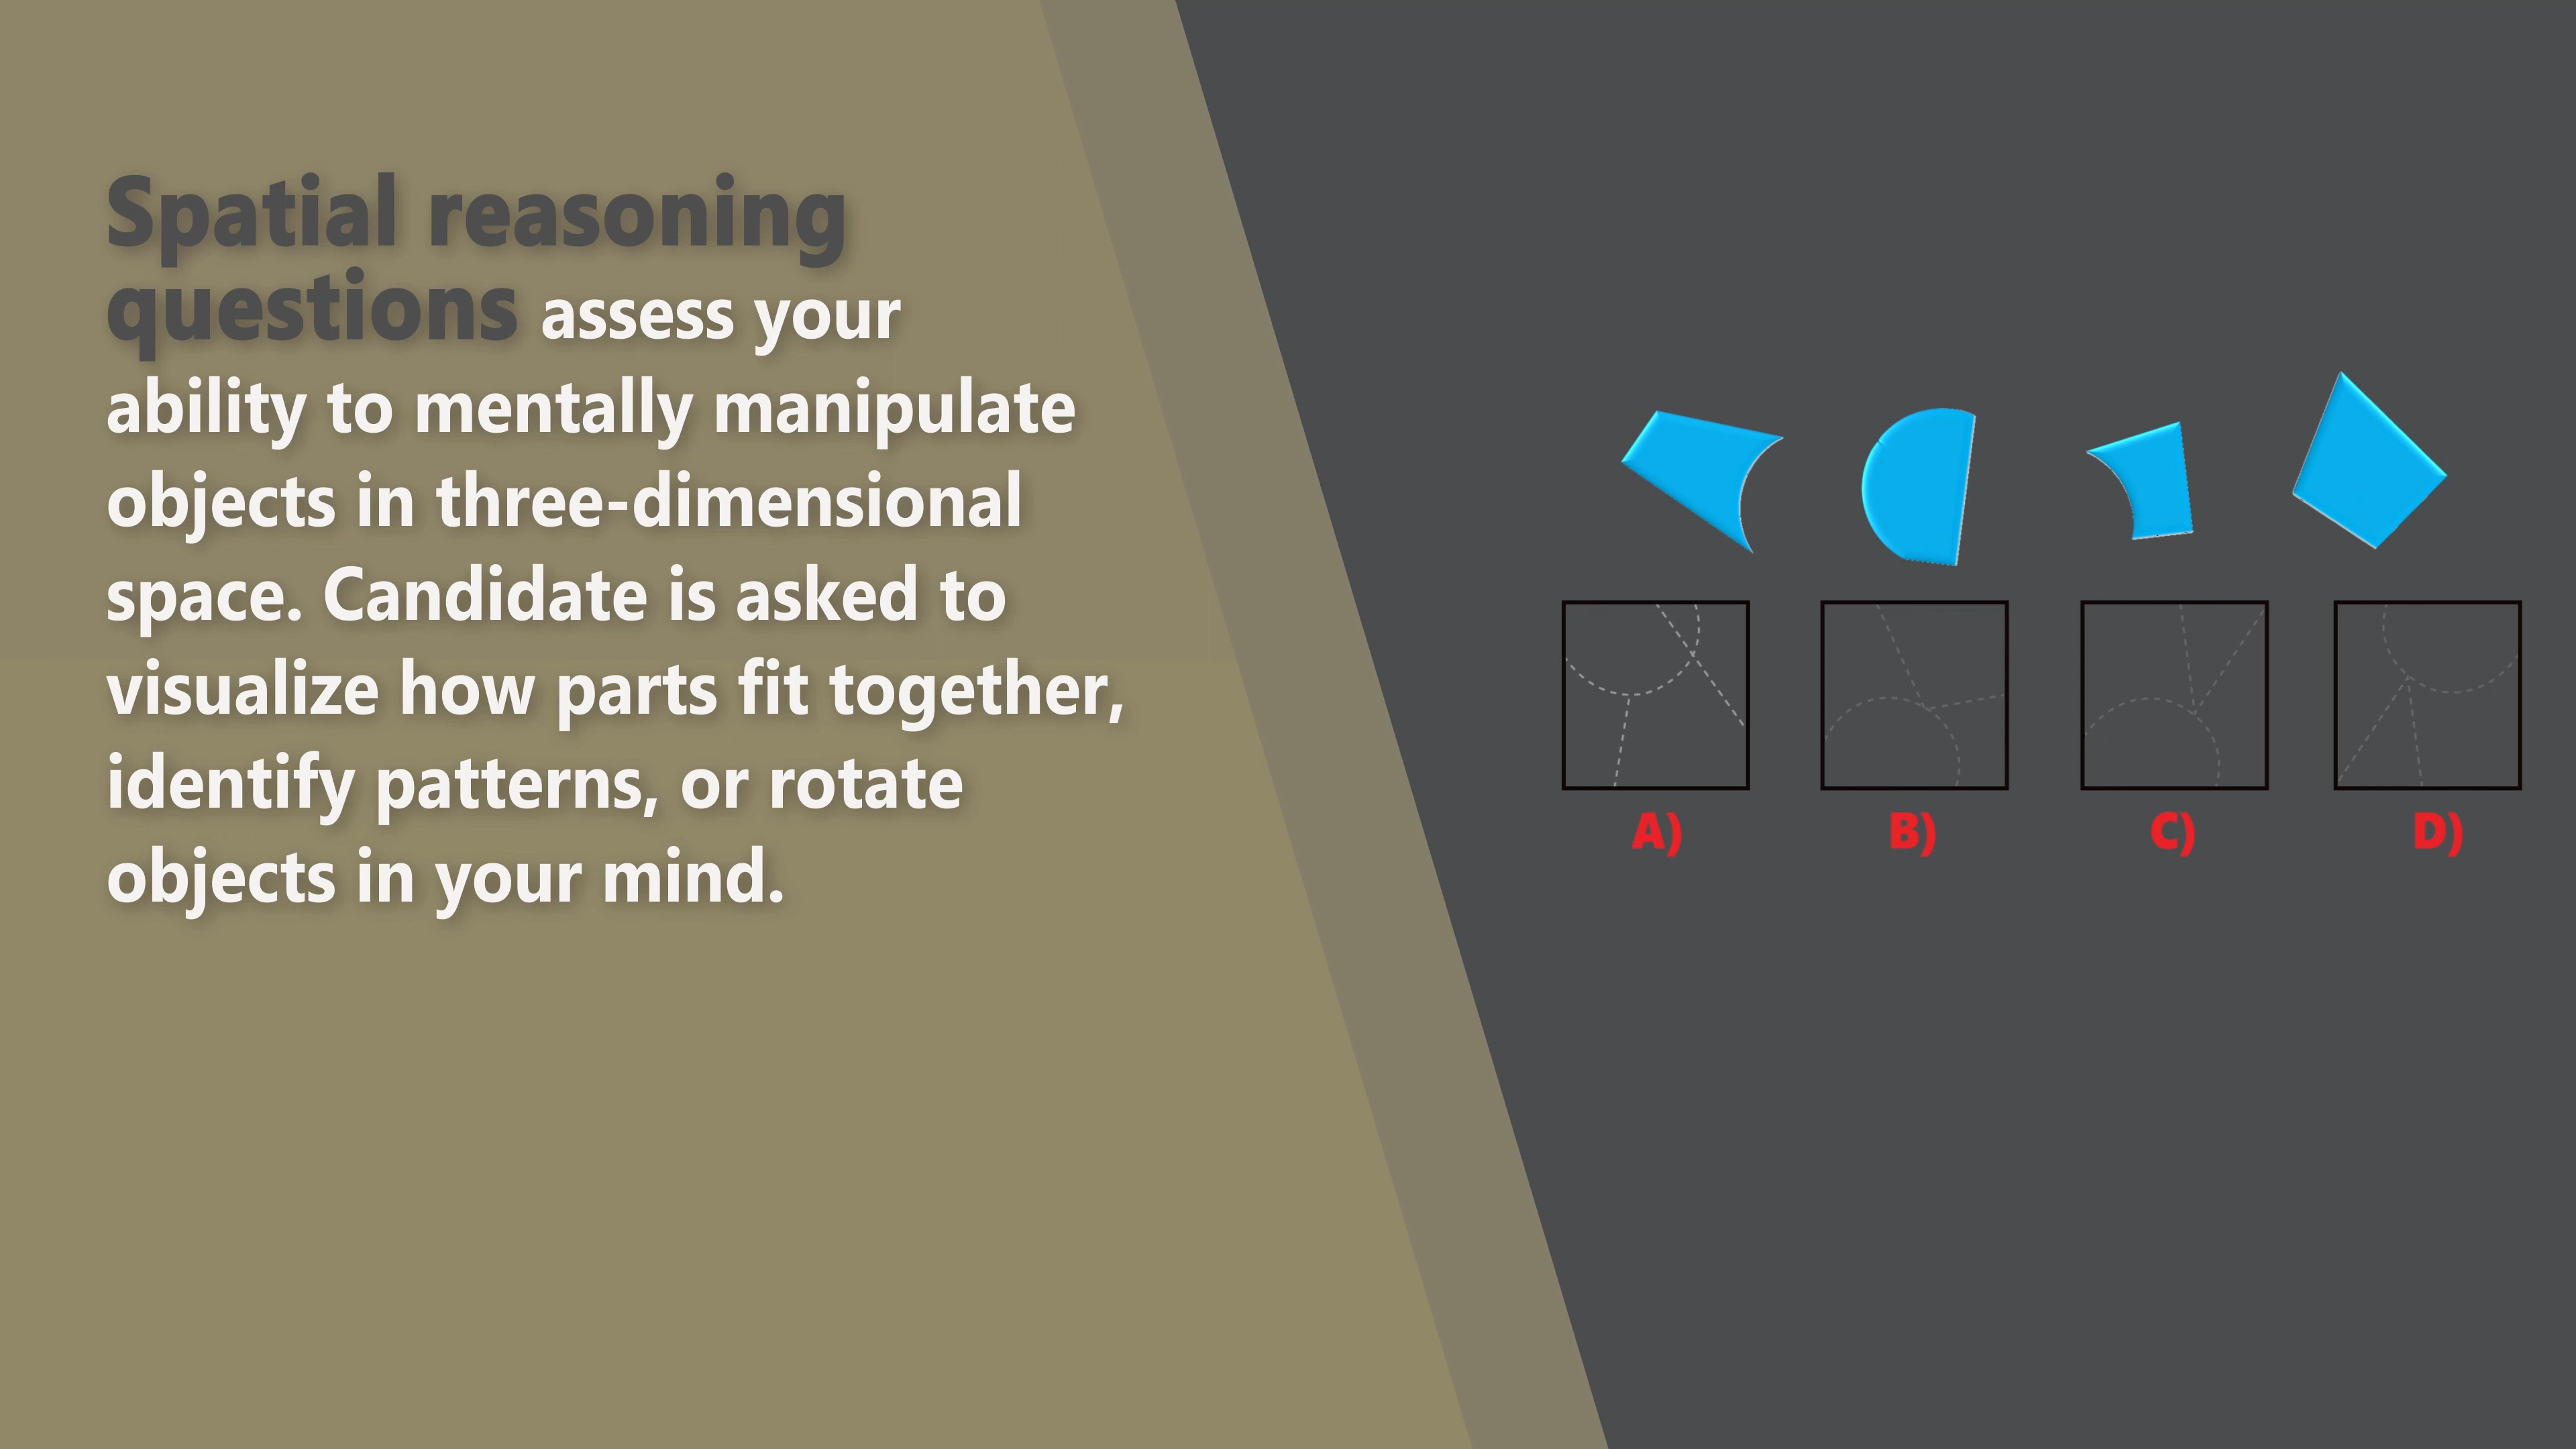 Spatial reasoning
questions assess your
ability to mentally manipulate
objects in three-dimensional
space. Candidate is asked to
visualize how parts fit together,
identify patterns, or rotate
objects in your mind.
A) B) C) D)